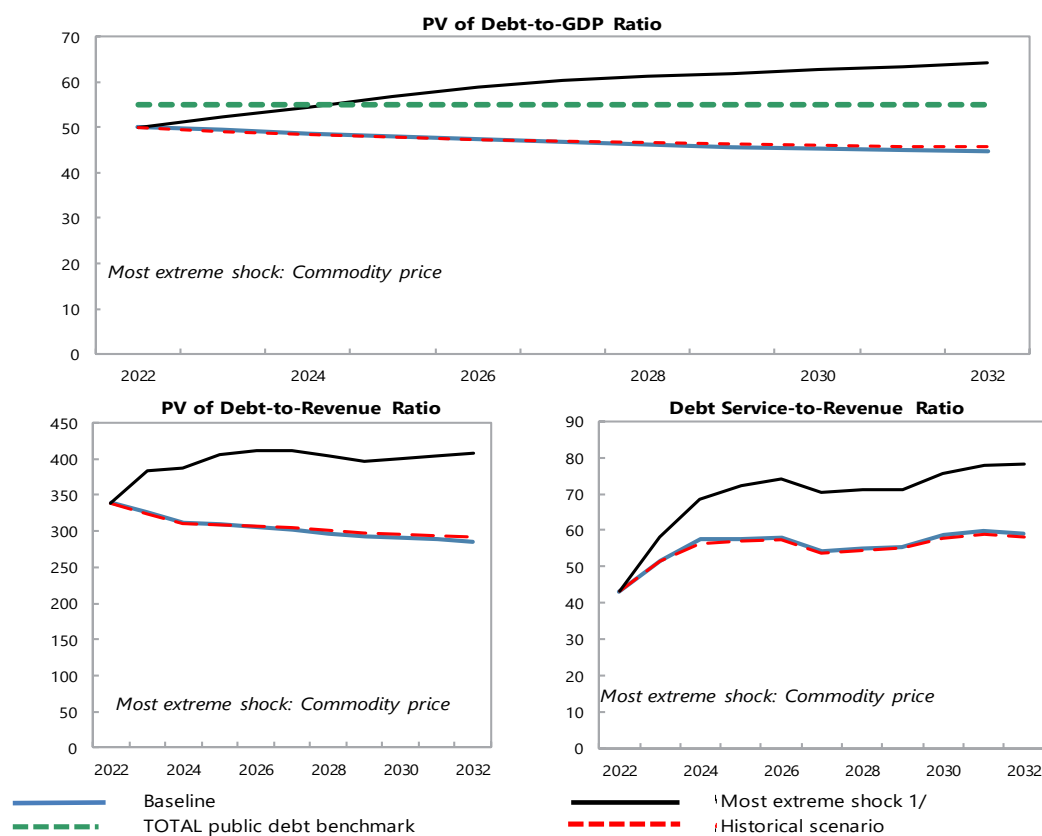 PV of Debt-to-GDP Ratio
70
60
50
40
30
20
10
0
Most extreme shock: Commodity price
2022 2024 2026 2028 2030 2032
PV of Debt-to-Revenue Ratio
450
400
350
300
250
200
150
100
50
0
Most extreme shock: Commodity price
2022 2024 2026 2028 2030 2032
Debt Service-to-Revenue Ratio
90
80
70
60
50
40
30
20
10
0
Most extreme shock: Commodity price
2022 2024 2026 2028 2030 2032
Baseline
Most extreme shock 1/
TOTAL public debt benchmark
Historical scenario